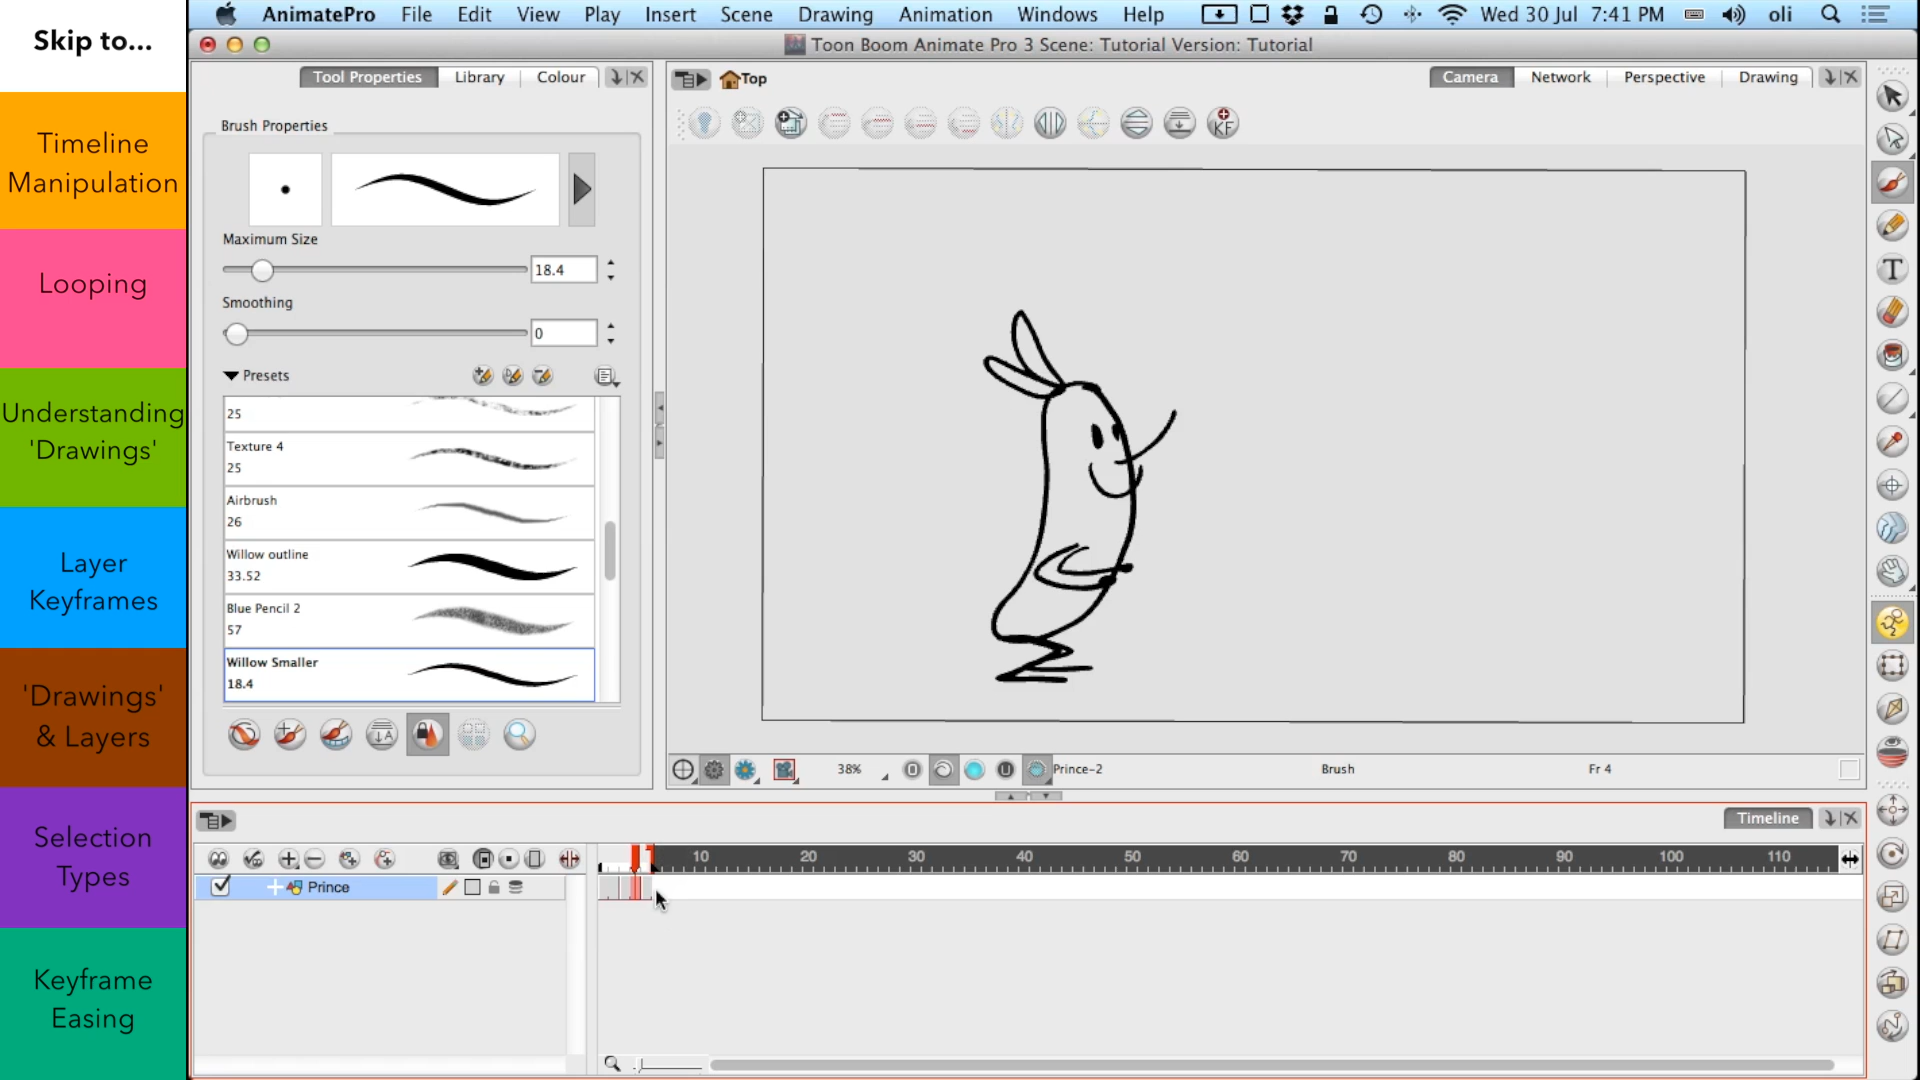 Skip to...
Timeline
Manipulation
Looping
Understanding
'Drawings'
Layer
Keyframes
'Drawings'
& Layers
Selection
Types
Keyframe
Easing
AnimatePro File Edit View Play Insert Scene Drawing Animation Windows Help Wed 30 Jul 7:41 PM oli
Toon Boom Animate Pro 3 Scene: Tutorial Version: Tutorial
Tool Properties Library Colour
Top
Camera Network Perspective Drawing
KF
Brush Properties
Maximum Size
18.4
Smoothing
0
Presets
25
Texture 4
25
Airbrush
26
Willow outline
33.52
Blue Pencil 2
57
Willow Smaller
18.4
T
38% Prince-2 Brush Fr 4
Timeline
10 20 30 40 50 60 70 80 90 100 110
Prince